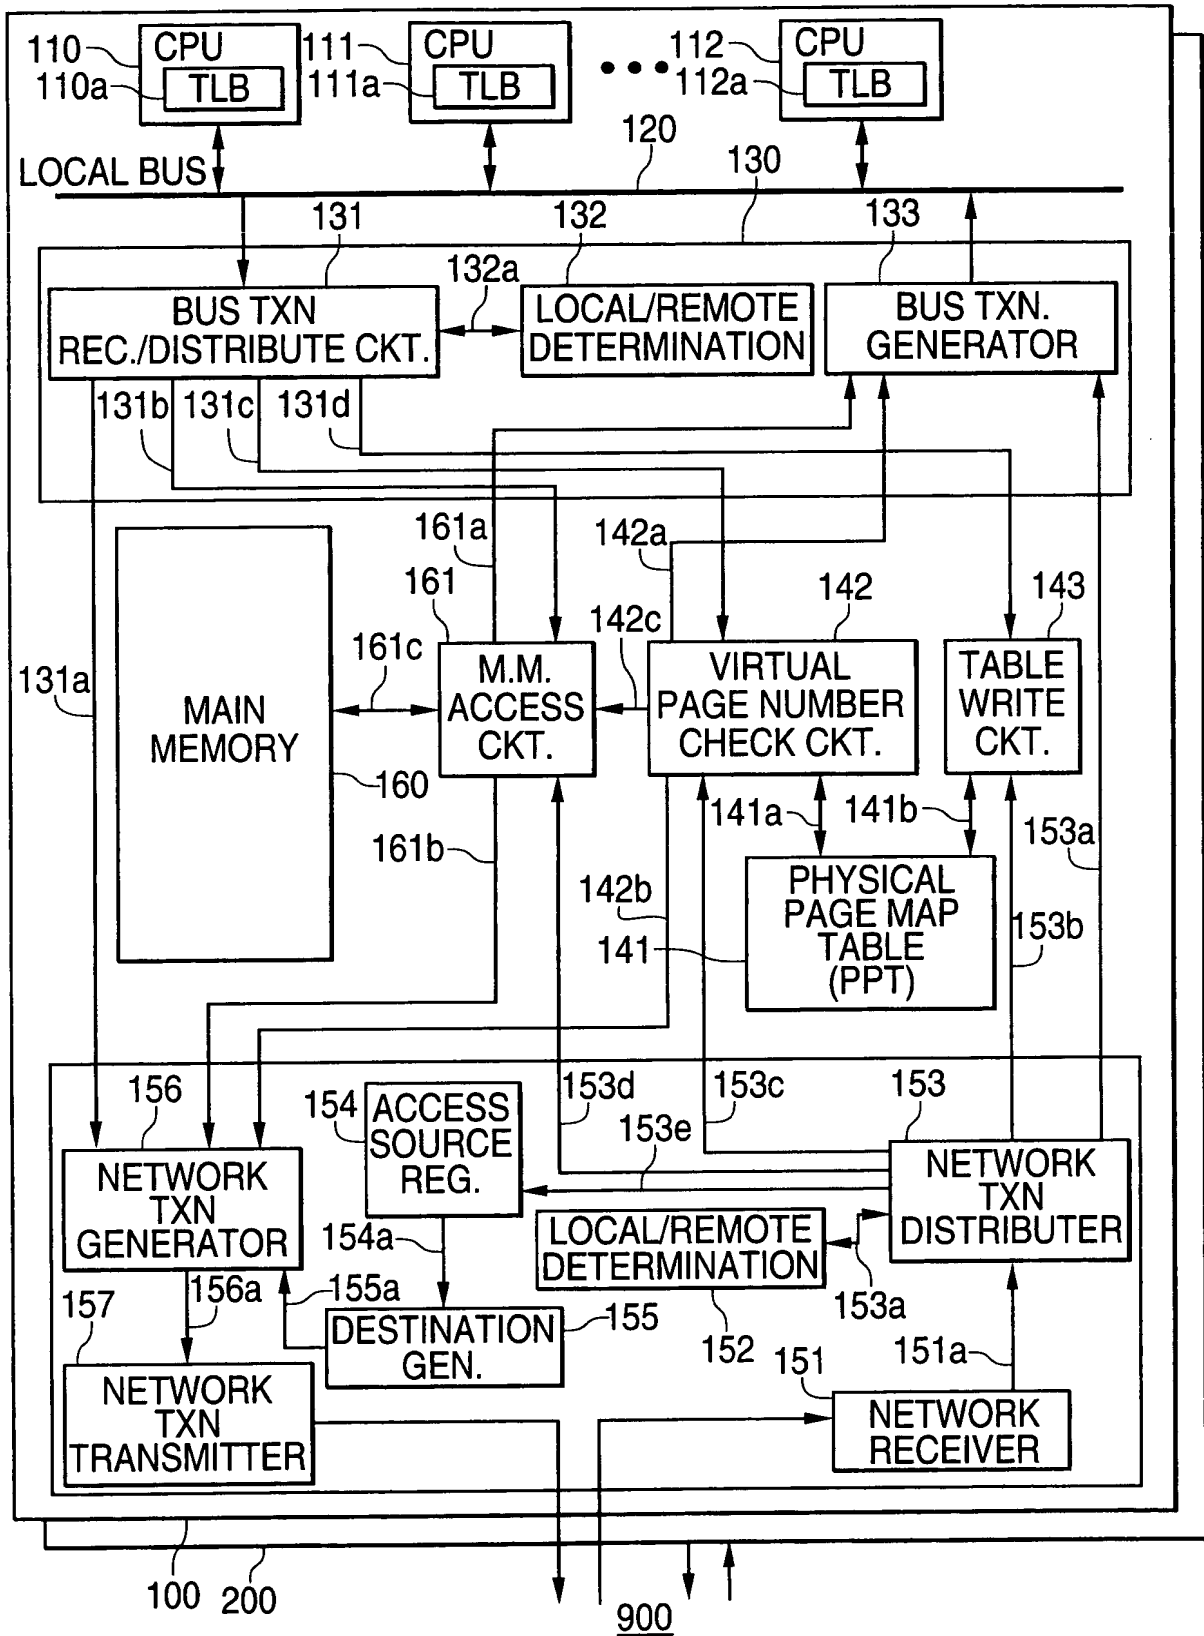 110
CPU
110a
TLB
111
CPU
111a
TLB
112
CPU
112a
TLB
LOCAL BUS
120
130
131
132
133
132a
BUS TXN
REC./DISTRIBUTE CKT.
LOCAL/REMOTE
DETERMINATION
BUS TXN.
GENERATOR
131b
131c
131d
161a
142a
161
142
143
142c
161c
131a
MAIN
MEMORY
M.M.
ACCESS
CKT.
VIRTUAL
PAGE NUMBER
CHECK CKT.
TABLE
WRITE
CKT.
160
141a
141b
153a
161b
142b
141
PHYSICAL
PAGE MAP
TABLE
(PPT)
153b
156
154
ACCESS
SOURCE
REG.
153d
153c
153
153e
NETWORK
TXN
GENERATOR
NETWORK
TXN
DISTRIBUTER
154a
LOCAL/REMOTE
DETERMINATION
156a
155a
153a
157
DESTINATION
GEN.
155
152
151
151a
NETWORK
TXN
TRANSMITTER
NETWORK
RECEIVER
100
200
900